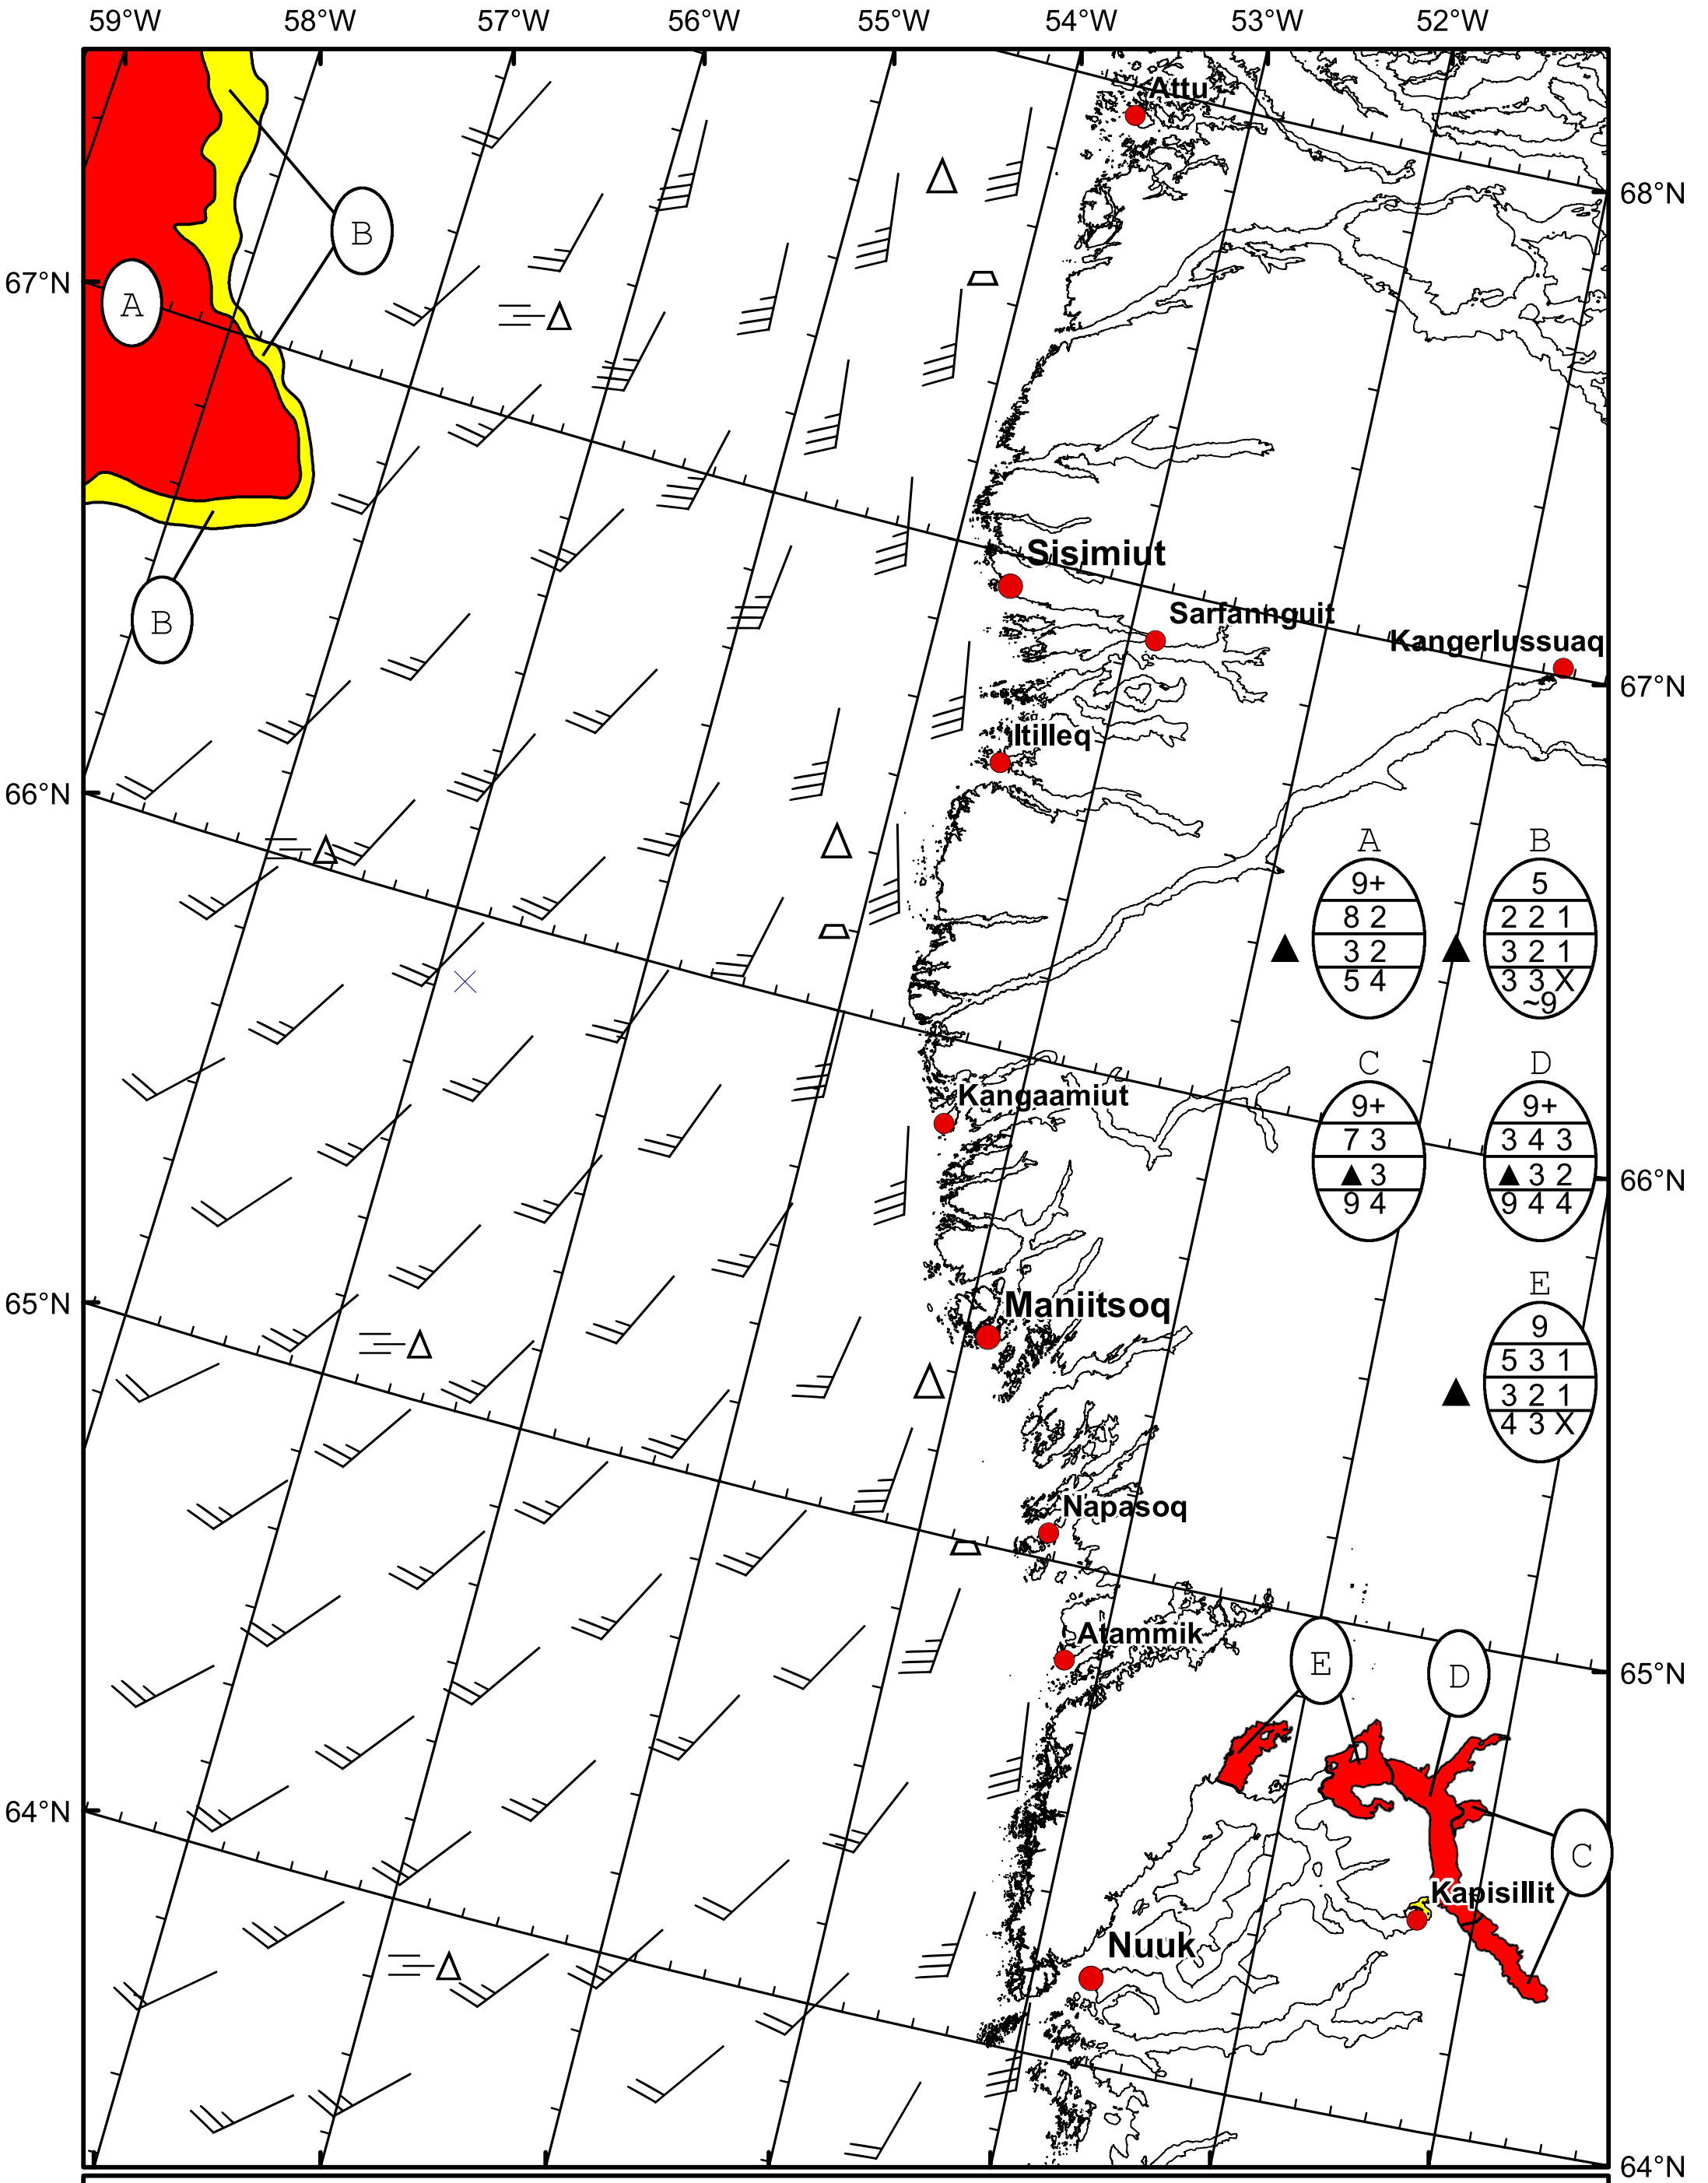 59°W 58°W 57°W 56°W 55°W 54°W 53°W 52°W
Attu
68°N
B
67°N
A
Sisimiut
B
Sarfannguit
Kangerlussuaq
67°N
Itilleq
66°N
A B
9+ 5
8 2 2 2 1
3 2 3 2 1
5 4 3 3 X
~9
C D
Kangaamiut
9+ 9+
7 3 3 4 3
▲ 3 ▲ 3 2
66°N
9 4 9 4 4
E
65°N
Maniitsoq
9
5 3 1
3 2 1
4 3 X
Napasoq
Atammik
E
D
65°N
64°N
C
Kapisillit
Nuuk
64°N